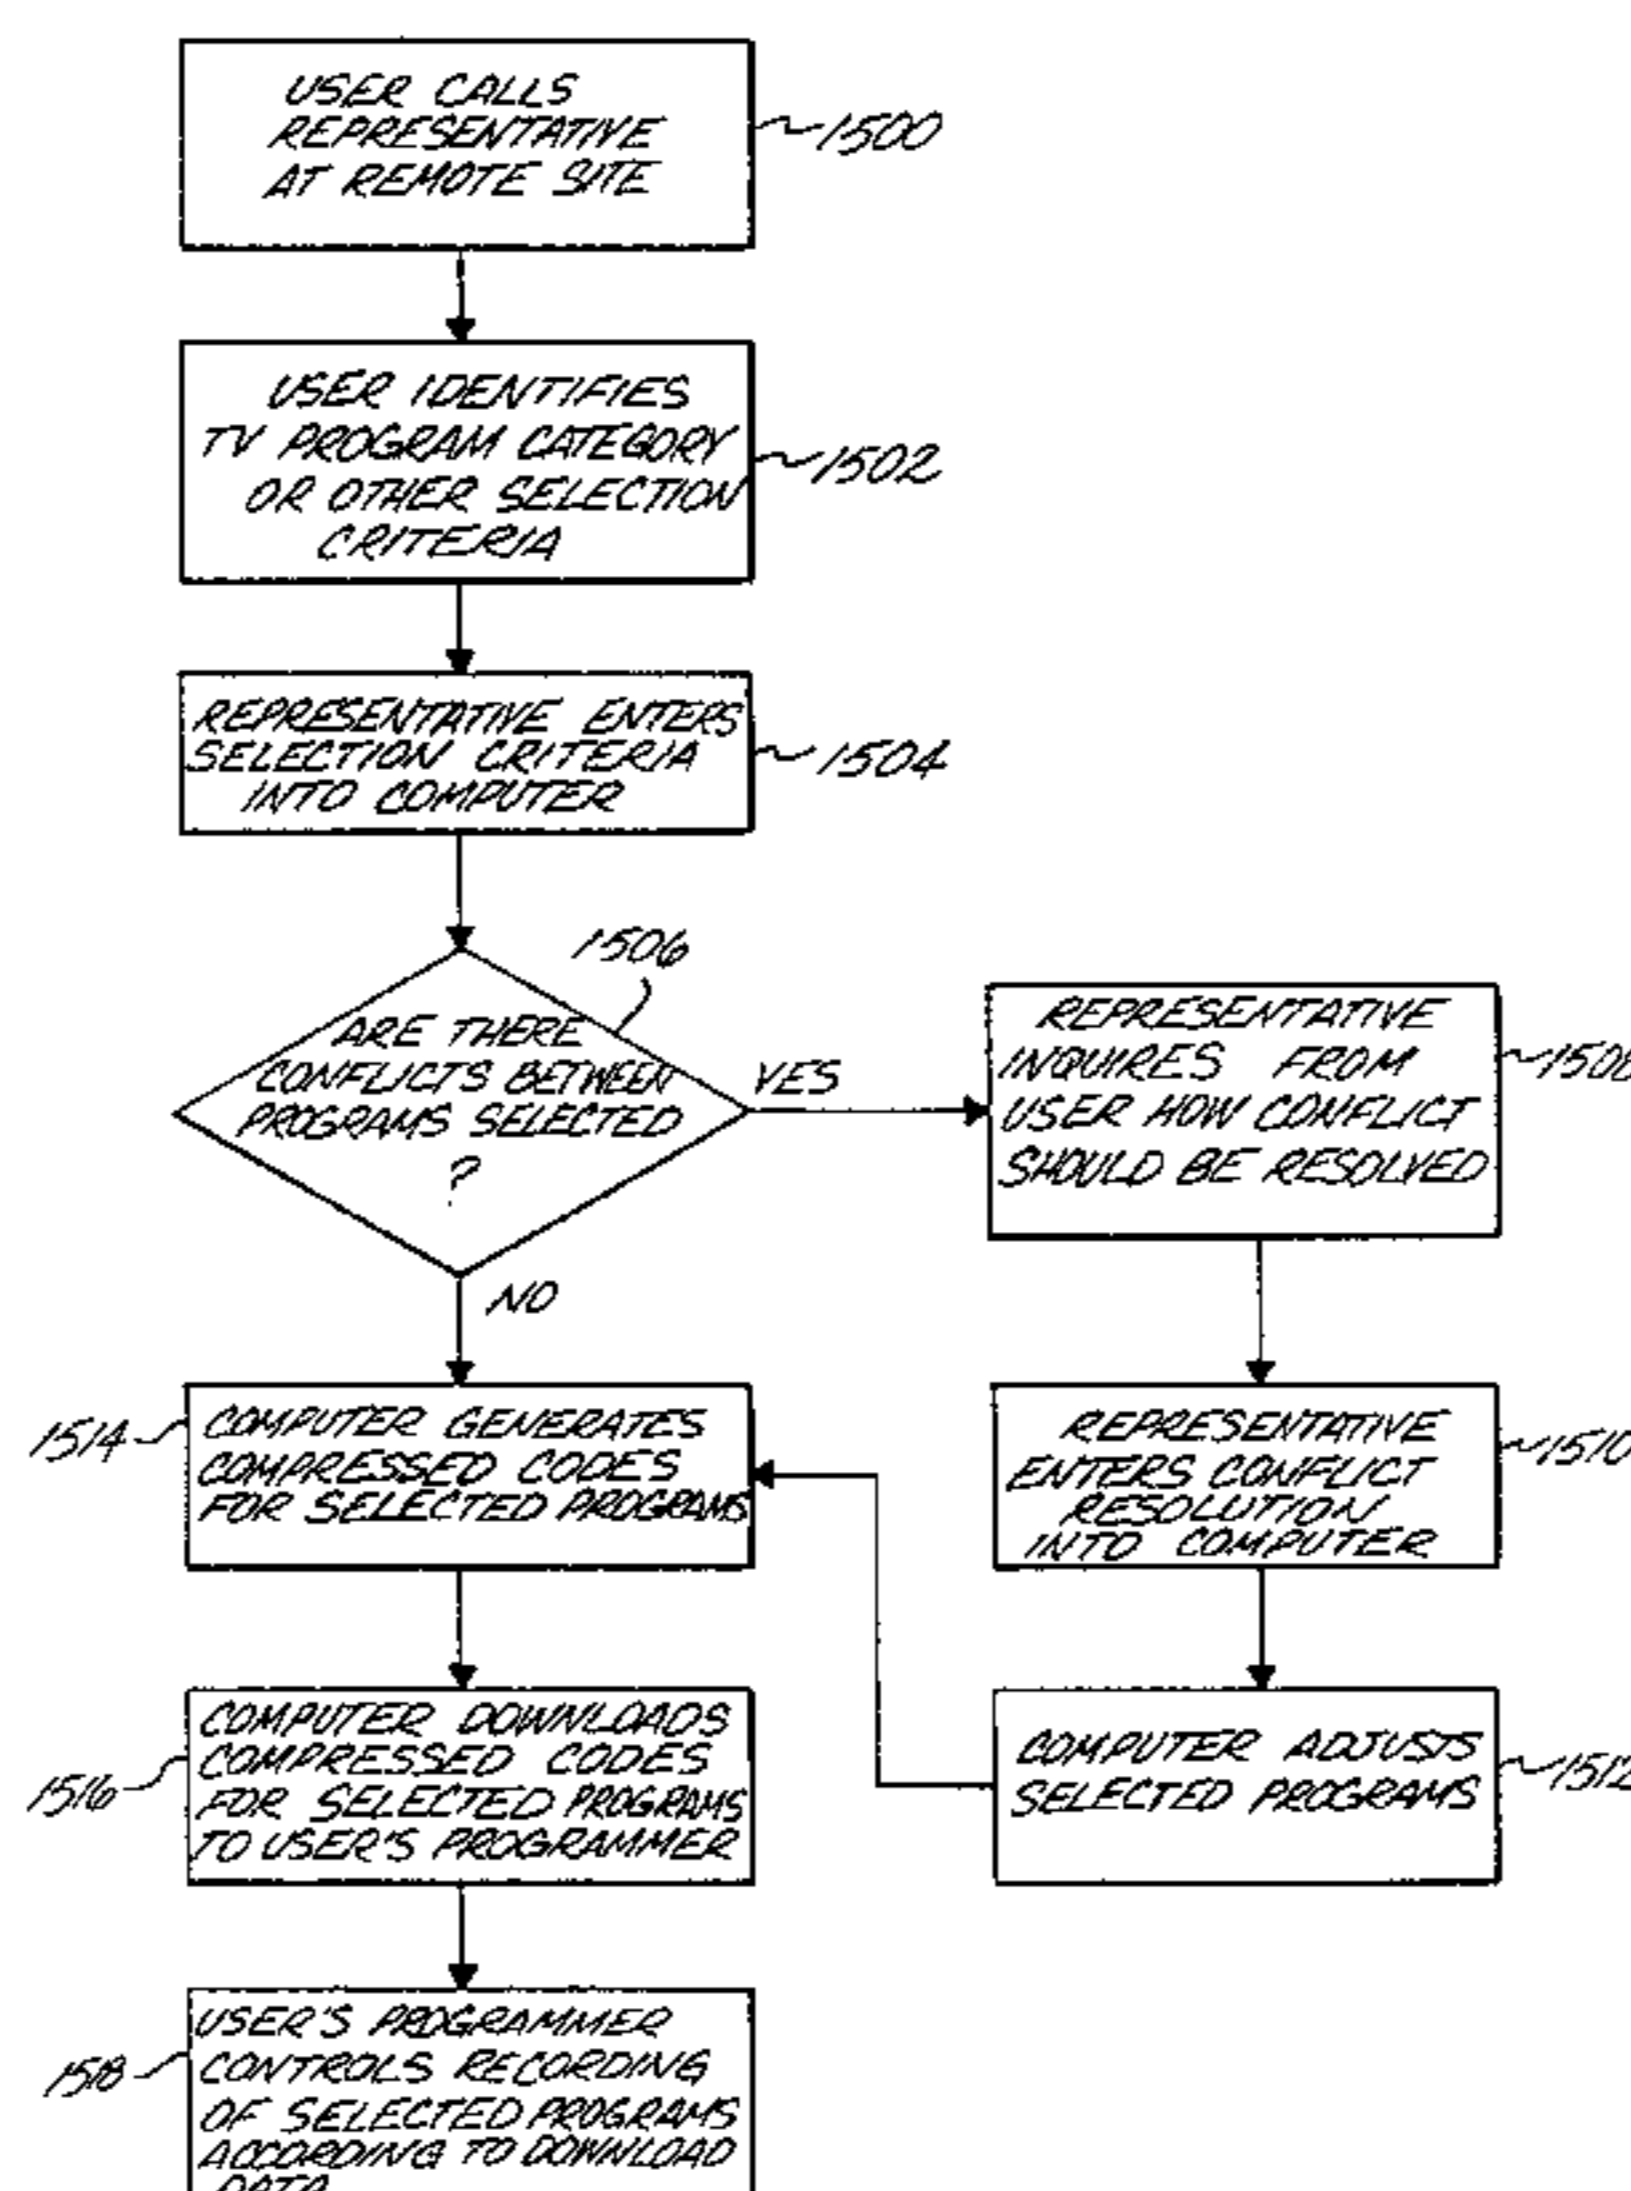 USER CALLS
REPRESENTATIVE
AT REMOTE SITE
1500
USER IDENTIFIES
TV PROGRAM CATEGORY
OR OTHER SELECTION
CRITERIA
1502
REPRESENTATIVE ENTERS
SELECTION CRITERIA
INTO COMPUTER
1504
1506
ARE THERE
CONFLICTS BETWEEN
PROGRAMS SELECTED
?
YES
NO
REPRESENTATIVE
INQUIRES FROM
USER HOW CONFLICT
SHOULD BE RESOLVED
1508
REPRESENTATIVE
ENTERS CONFLICT
RESOLUTION
INTO COMPUTER
1510
COMPUTER ADJUSTS
SELECTED PROGRAMS
1512
1514
COMPUTER GENERATES
COMPRESSED CODES
FOR SELECTED PROGRAMS
1516
COMPUTER DOWNLOADS
COMPRESSED CODES
FOR SELECTED PROGRAMS
TO USER'S PROGRAMMER
1518
USER'S PROGRAMMER
CONTROLS RECORDING
OF SELECTED PROGRAMS
ACCORDING TO DOWNLOAD
DATA